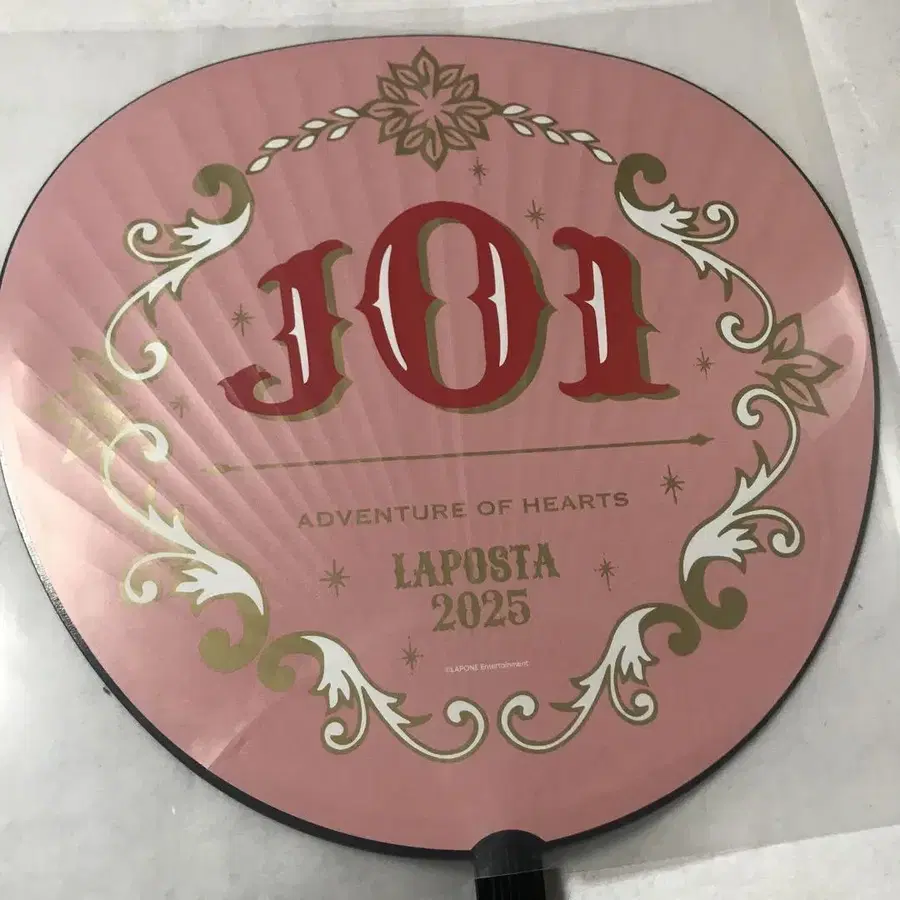 JO1
ADVENTURE OF HEARTS
LAPOSTA
2025
©LAPONE Entertainment